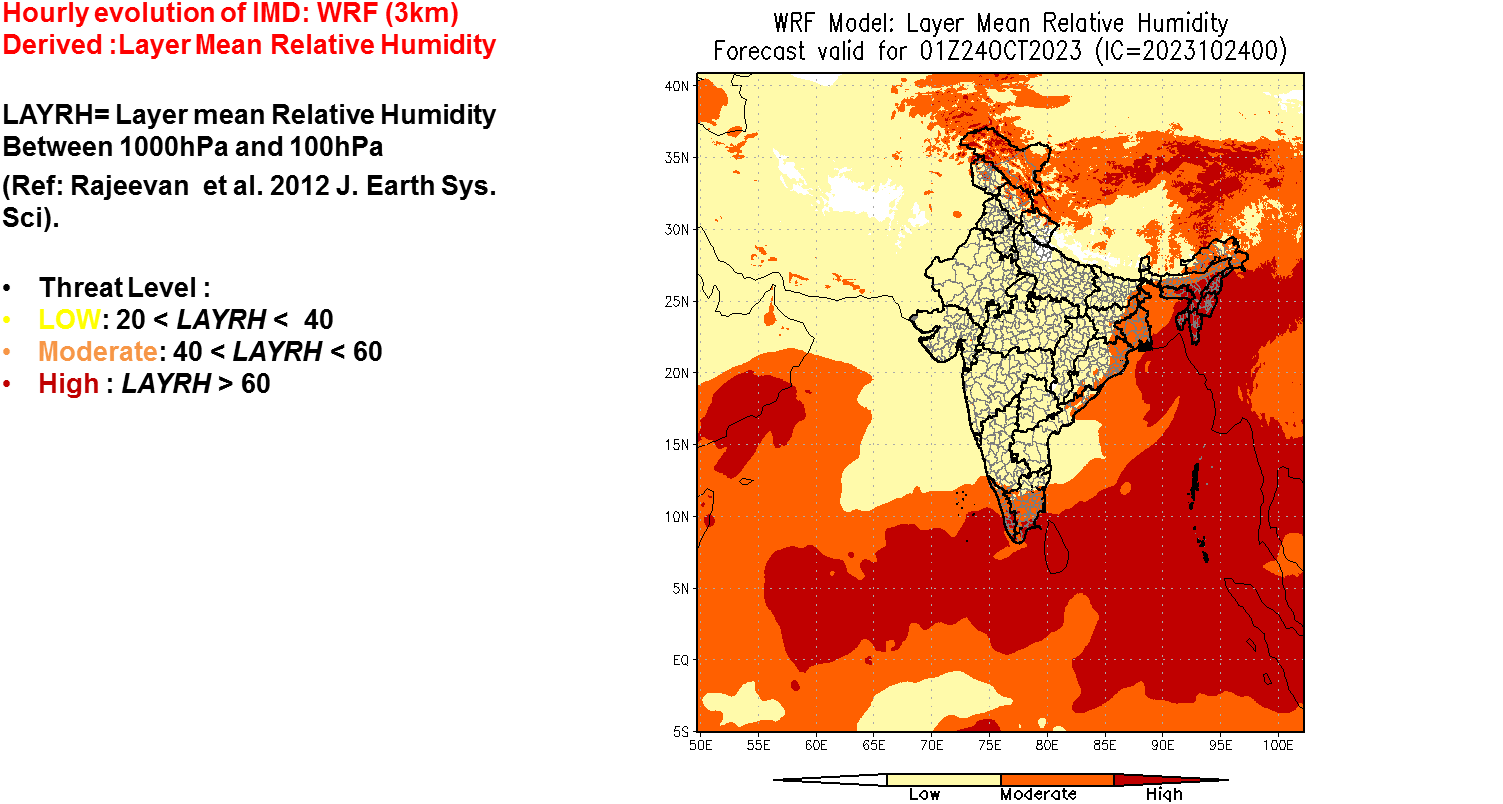 Hourly evolution of IMD: WRF (3km)
Derived :Layer Mean Relative Humidity
LAYRH= Layer mean Relative Humidity
Between 1000hPa and 100hPa
(Ref: Rajeevan et al. 2012 J. Earth Sys.
Sci).
• Threat Level :
• LOW: 20 < LAYRH < 40
• Moderate: 40 < LAYRH < 60
• High : LAYRH > 60
WRF Model: Layer Mean Relative Humidity
Forecast valid for 01Z24OCT2023 (IC=2023102400)
40N
35N
30N
25N
20N
15N
10N
5N
EQ
5S
50E 55E 60E 65E 70E 75E 80E 85E 90E 95E 100E
Low Moderate High